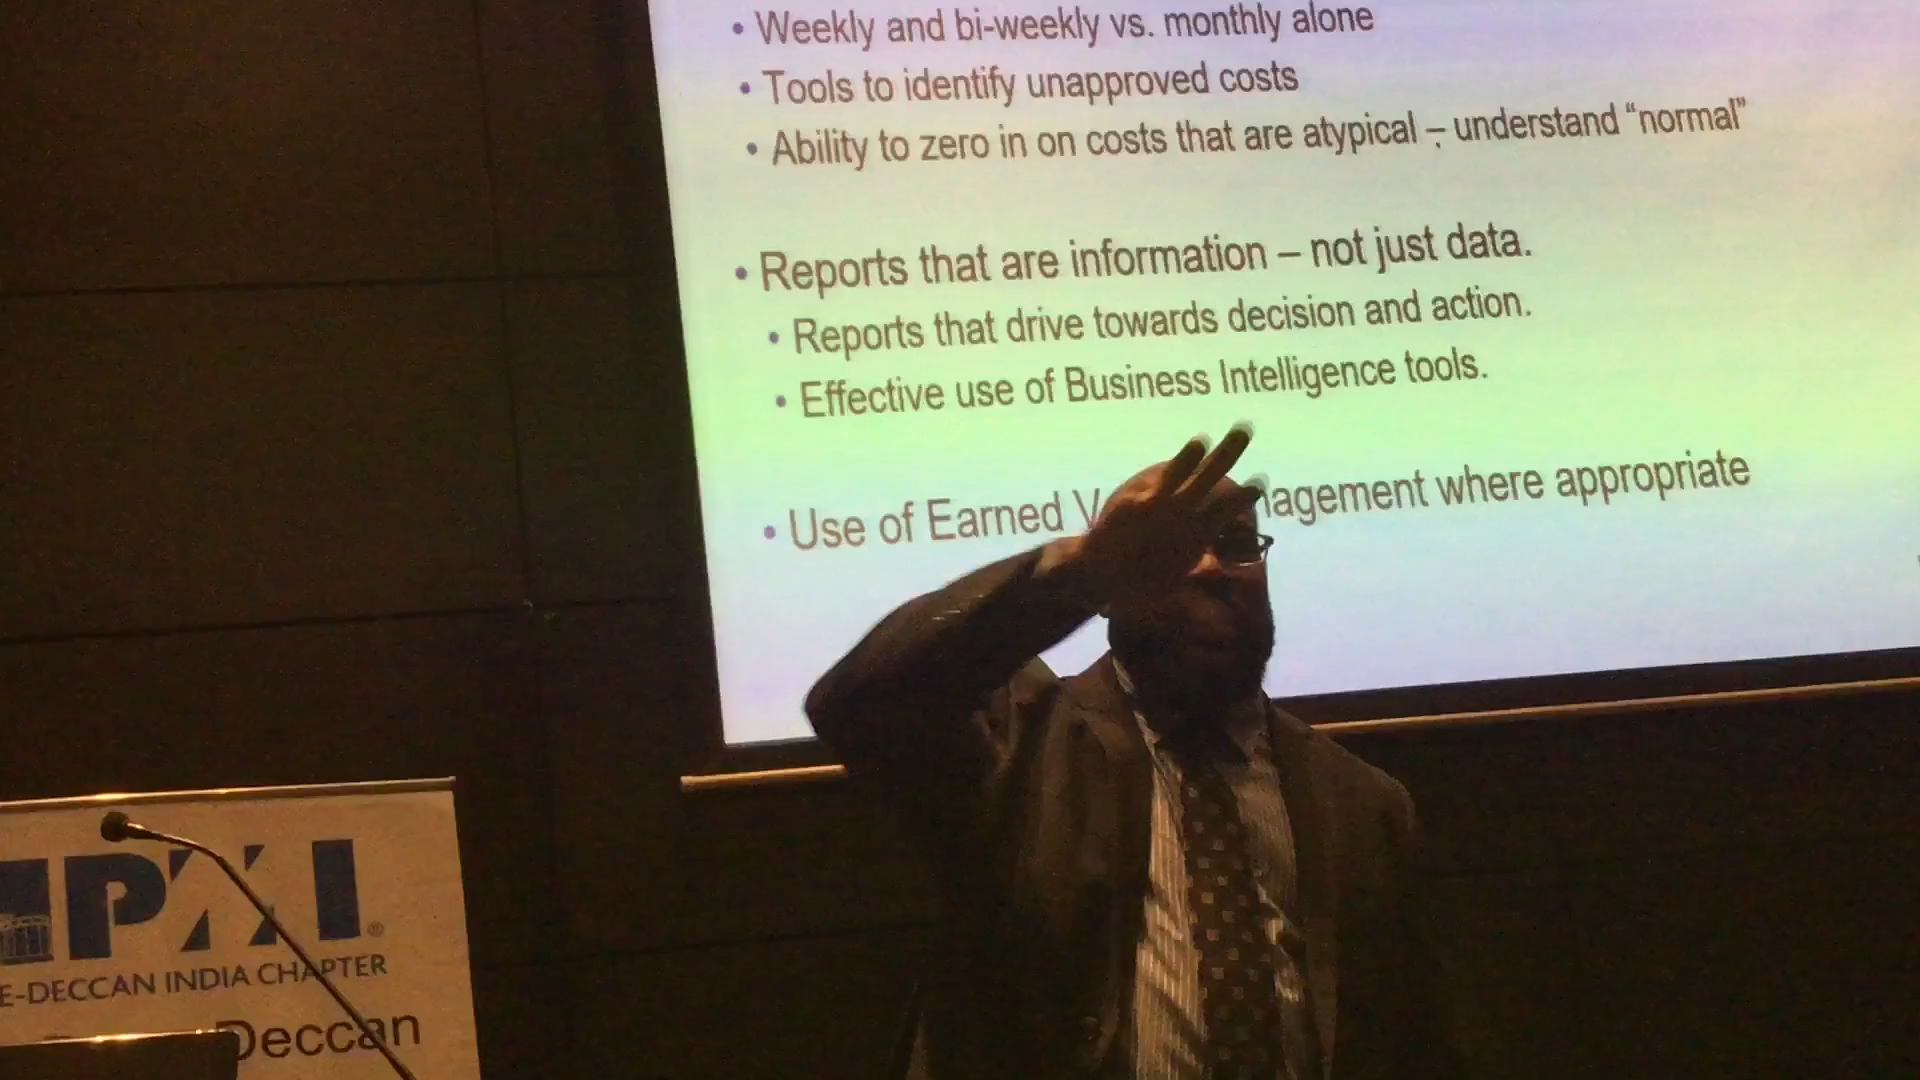 • Weekly and bi-weekly vs. monthly alone
• Tools to identify unapproved costs
• Ability to zero in on costs that are atypical – understand “normal”
• Reports that are information – not just data.
• Reports that drive towards decision and action.
• Effective use of Business Intelligence tools.
• Use of Earned where appropriate
PMI®
E-DECCAN INDIA CHAPTER
Deccan